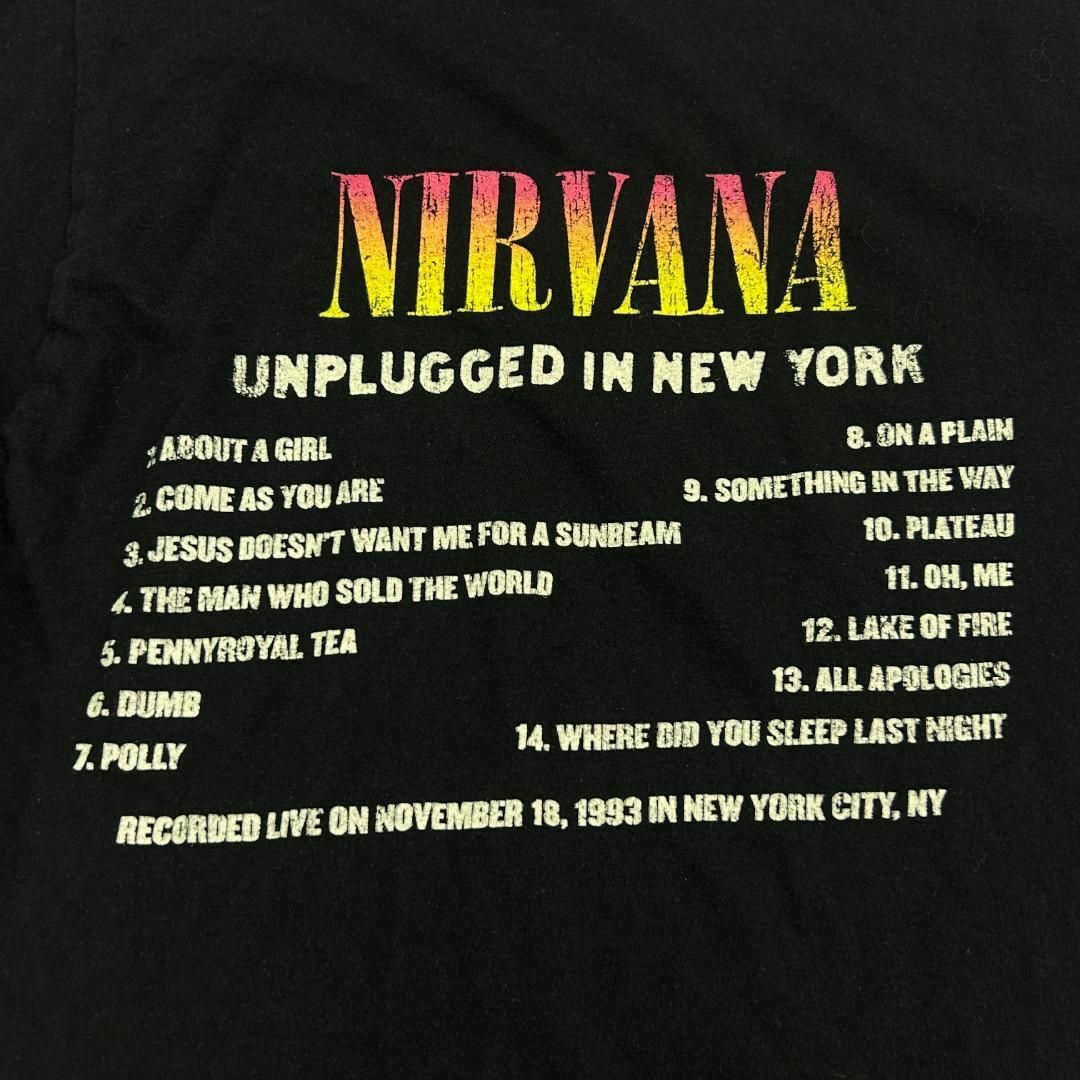 NIRVANA
UNPLUGGED IN NEW YORK
1. ABOUT A GIRL
2. COME AS YOU ARE
3. JESUS DOESN'T WANT ME FOR A SUNBEAM
4. THE MAN WHO SOLD THE WORLD
5. PENNYROYAL TEA
6. DUMB
7. POLLY
8. ON A PLAIN
9. SOMETHING IN THE WAY
10. PLATEAU
11. OH, ME
12. LAKE OF FIRE
13. ALL APOLOGIES
14. WHERE DID YOU SLEEP LAST NIGHT
RECORDED LIVE ON NOVEMBER 18, 1993 IN NEW YORK CITY, NY